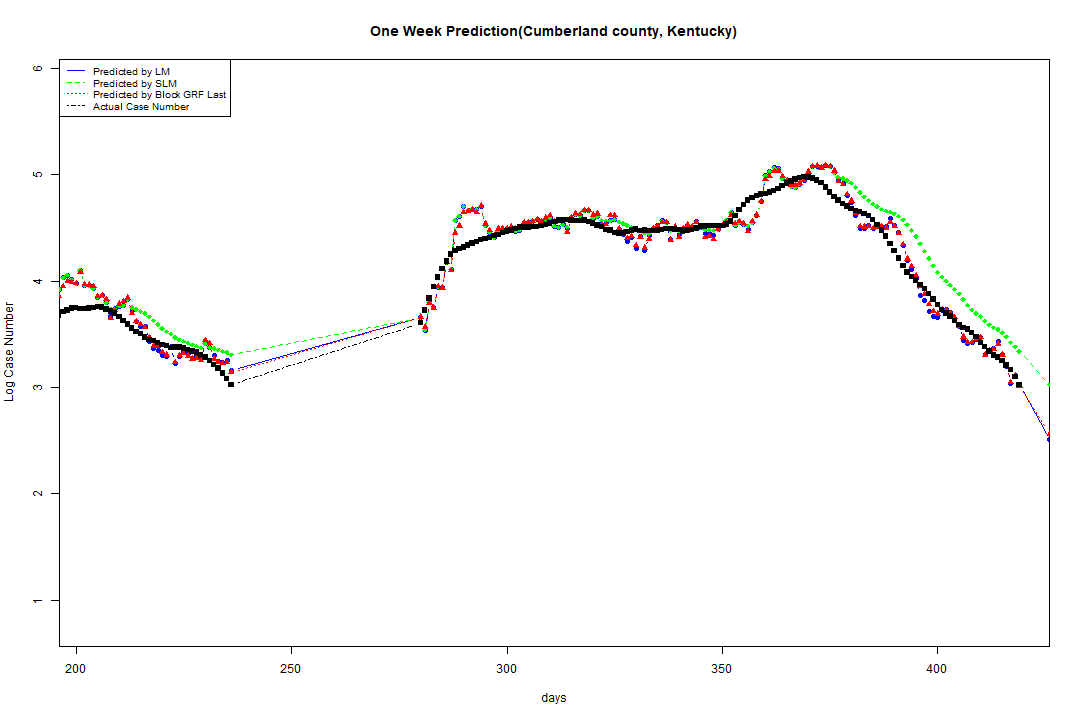 One Week Prediction(Cumberland county, Kentucky)
Predicted by LM
Predicted by SLM
Predicted by Block GRF Last
Actual Case Number
6
5
4
3
2
1
Log Case Number
200 250 300 350 400
days